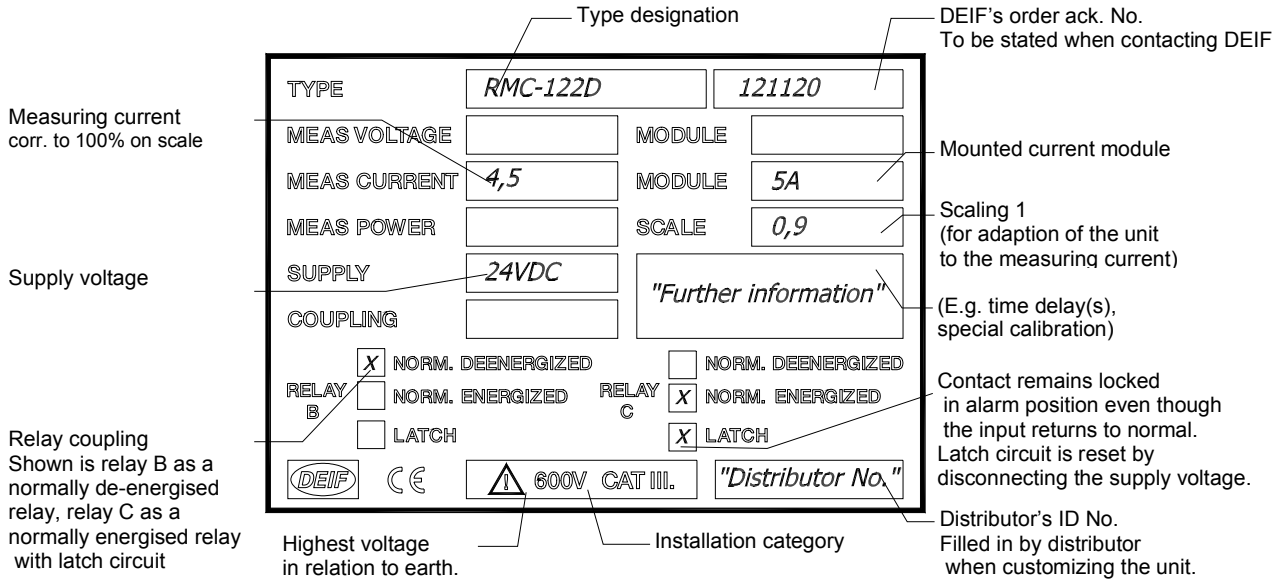 Type designation
DEIF's order ack. No.
To be stated when contacting DEIF
TYPE
RMC-122D
121120
Measuring current
corr. to 100% on scale
MEAS VOLTAGE
MODULE
Mounted current module
MEAS CURRENT
4,5
MODULE
5A
MEAS POWER
SCALE
0,9
Scaling 1
(for adaption of the unit
to the measuring current)
Supply voltage
SUPPLY
24VDC
"Further information"
(E.g. time delay(s),
special calibration)
COUPLING
X NORM. DEENERGIZED
NORM. DEENERGIZED
RELAY
B
NORM. ENERGIZED
RELAY
C
X NORM. ENERGIZED
LATCH
X LATCH
Contact remains locked
in alarm position even though
the input returns to normal.
Latch circuit is reset by
disconnecting the supply voltage.
Relay coupling
Shown is relay B as a
normally de-energised
relay, relay C as a
normally energised relay
with latch circuit
DEIF
CE
600V CAT III.
"Distributor No."
Highest voltage
in relation to earth.
Installation category
Distributor's ID No.
Filled in by distributor
when customizing the unit.